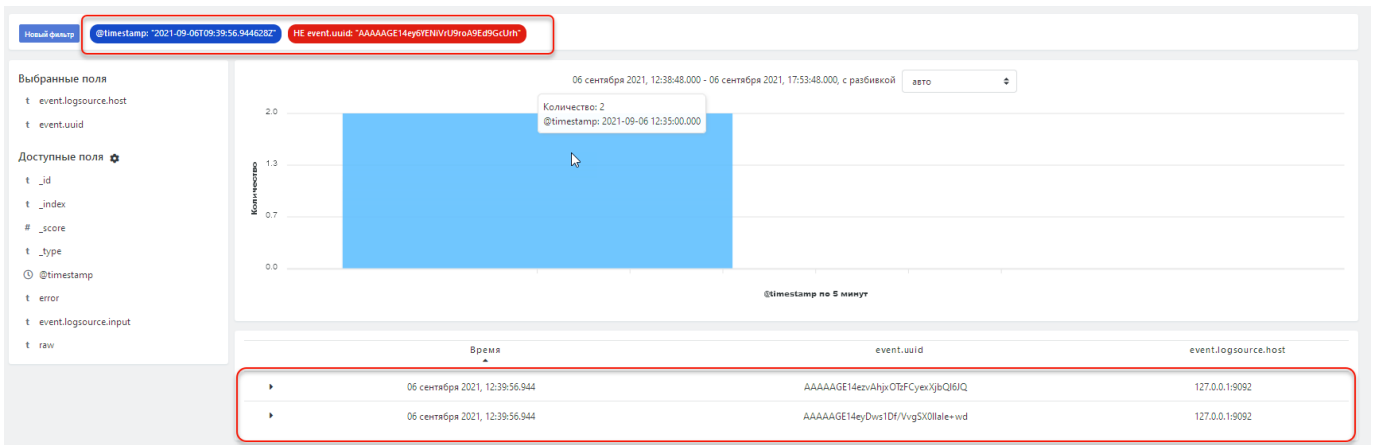 Новый фильтр @timestamp: "2021-09-06T09:39:56.944628Z" НЕ event.uuid: "AAAAAGE14ey6YENiVrU9roA9Ed9GcUrh"
Выбранные поля
t event.logsource.host
t event.uuid
Доступные поля
t _id
t _index
# _score
t _type
@timestamp
t error
t event.logsource.input
t raw
06 сентября 2021, 12:38:48.000 - 06 сентября 2021, 17:53:48.000, с разбивкой авто
Количество: 2
@timestamp: 2021-09-06 12:35:00.000
2.0
1.3
0.7
0.0
Количество
@timestamp по 5 минут
Время event.uuid event.logsource.host
06 сентября 2021, 12:39:56.944 AAAAAGE14ezvAhjxOTzFCyexXjbQI6JQ 127.0.0.1:9092
06 сентября 2021, 12:39:56.944 AAAAAGE14eyDws1Df/VvgSX0IIale+wd 127.0.0.1:9092